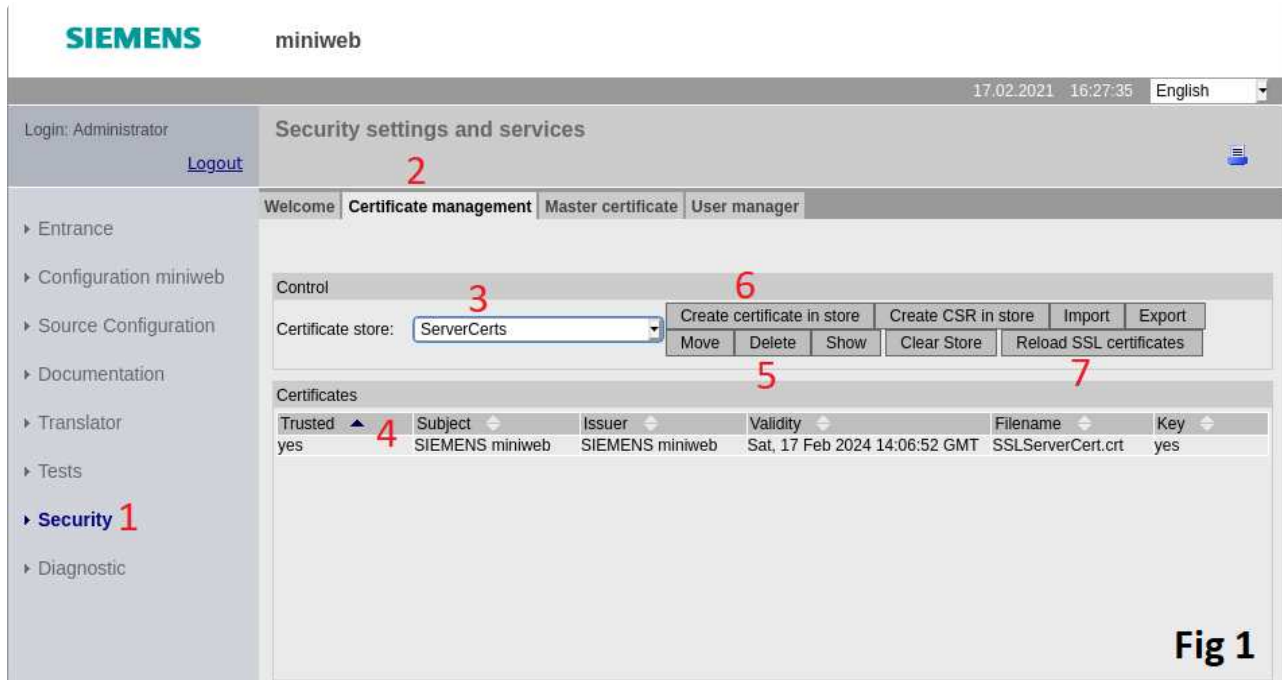 SIEMENS miniweb
17.02.2021 16:27:35 English
Login: Administrator
Logout
Security settings and services
2
Welcome Certificate management Master certificate User manager
Entrance
Configuration miniweb
Source Configuration
Documentation
Translator
Tests
Security 1
Diagnostic
Control
3 6
Certificate store: ServerCerts
Create certificate in store Create CSR in store Import Export
Move Delete Show Clear Store Reload SSL certificates
5 7
Certificates
Trusted 4 Subject Issuer Validity Filename Key
yes SIEMENS miniweb SIEMENS miniweb Sat, 17 Feb 2024 14:06:52 GMT SSLServerCert.crt yes
Fig 1